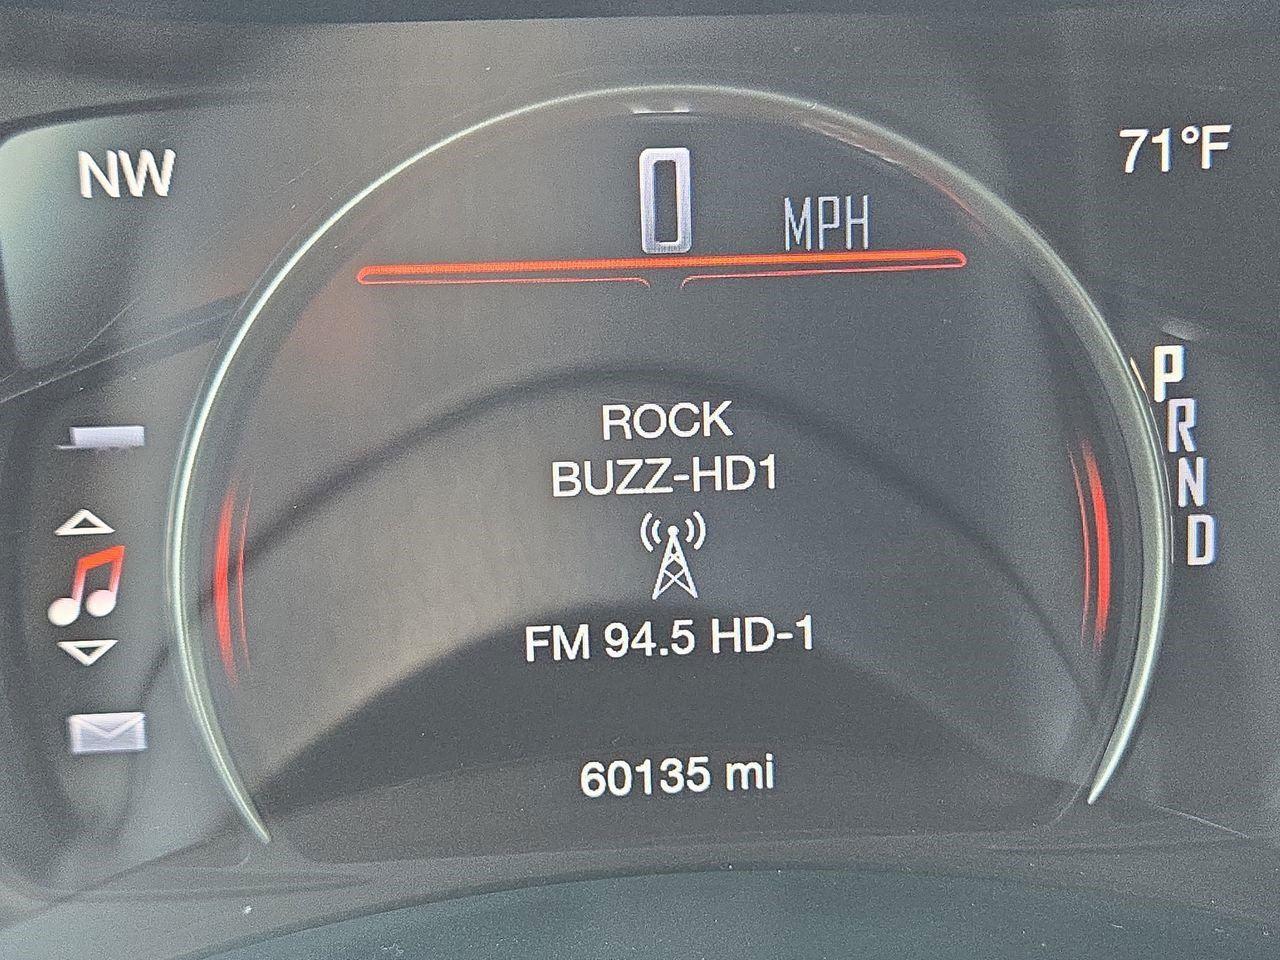 NW
0 MPH
71°F
P
R
N
D
ROCK
BUZZ-HD1
FM 94.5 HD-1
60135 mi